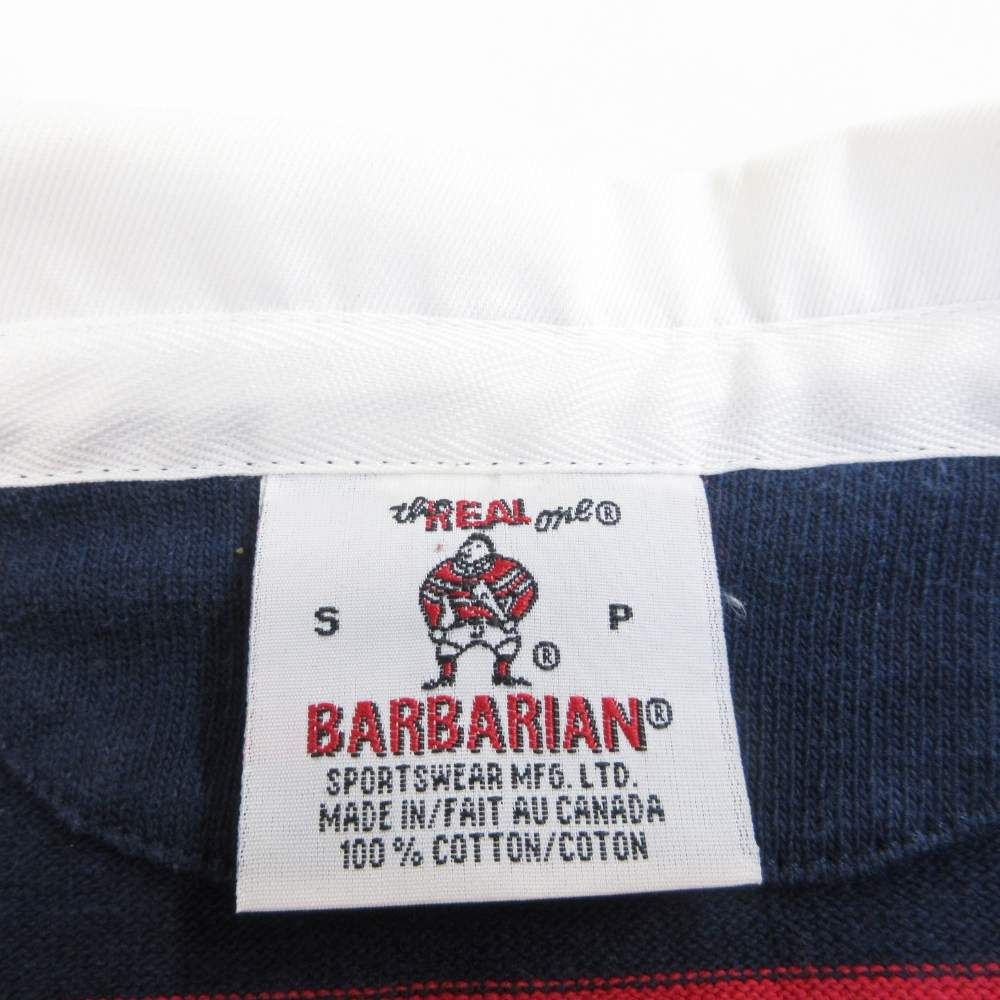 the REAL one®
S P
®
BARBARIAN®
SPORTSWEAR MFG. LTD.
MADE IN/FAIT AU CANADA
100% COTTON/COTON